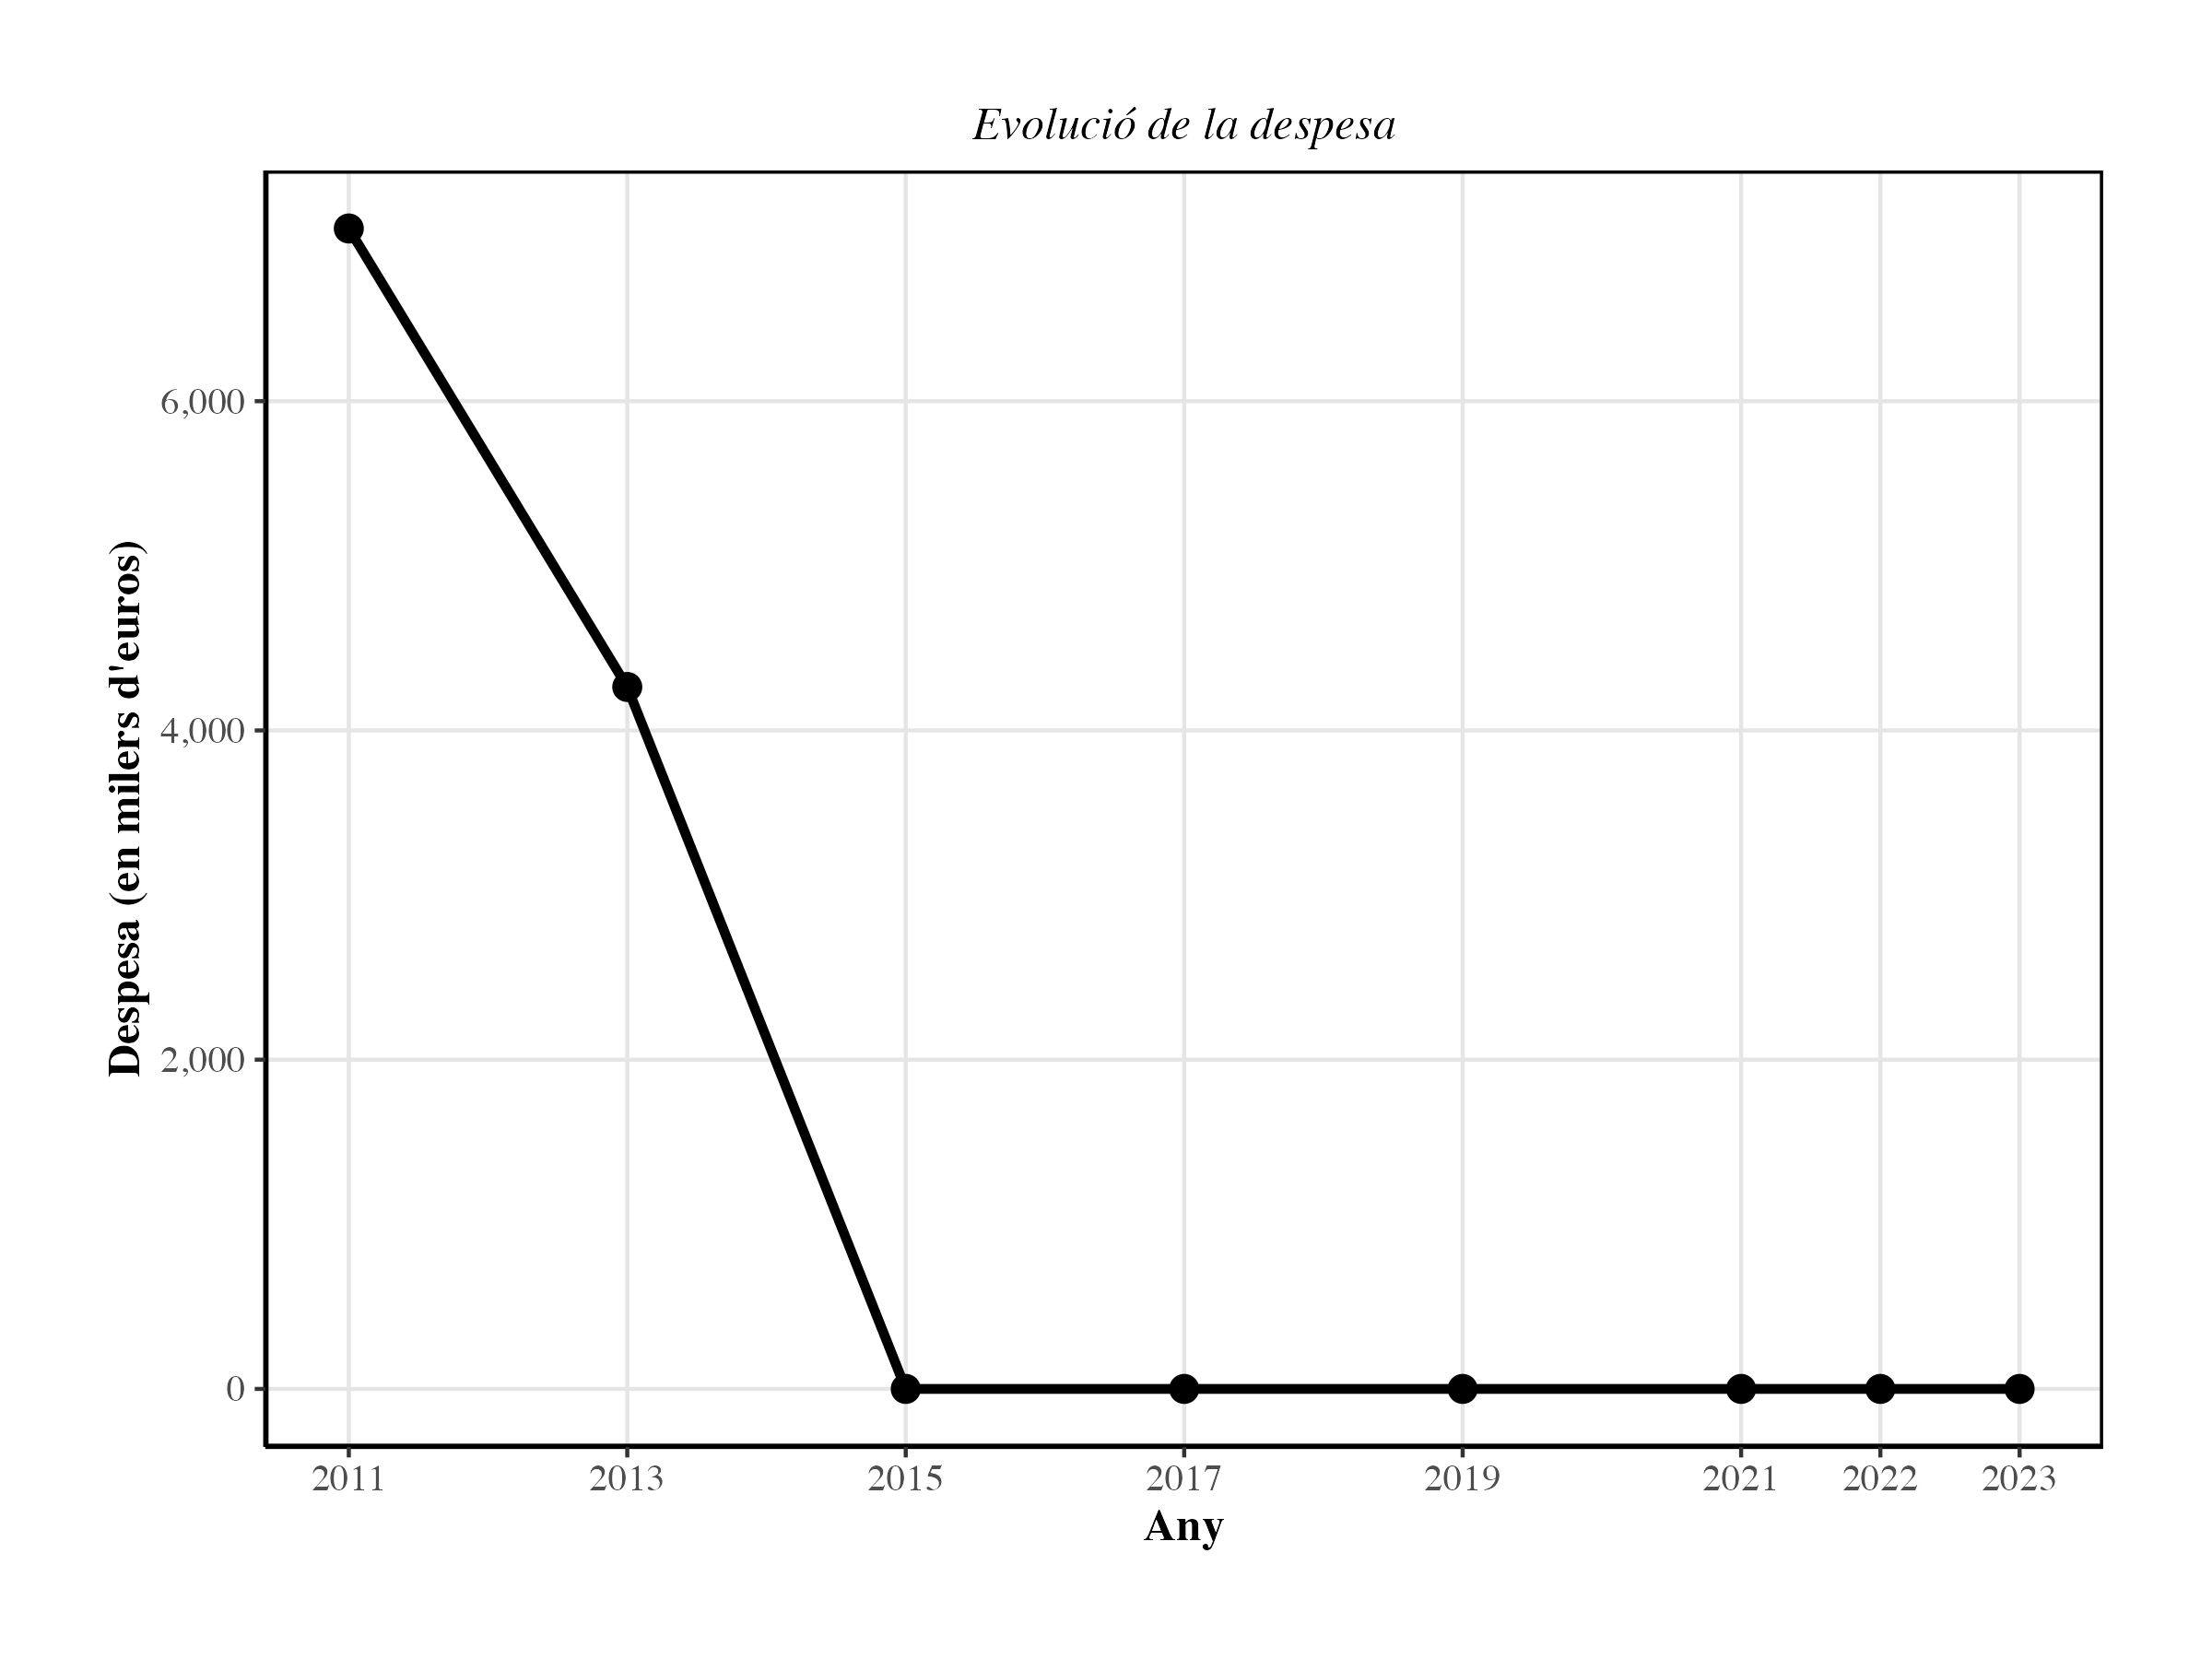 Evolució de la despesa
Despesa (en milers d'euros)
6,000
4,000
2,000
0
2011 2013 2015 2017 2019 2021 2022 2023
Any